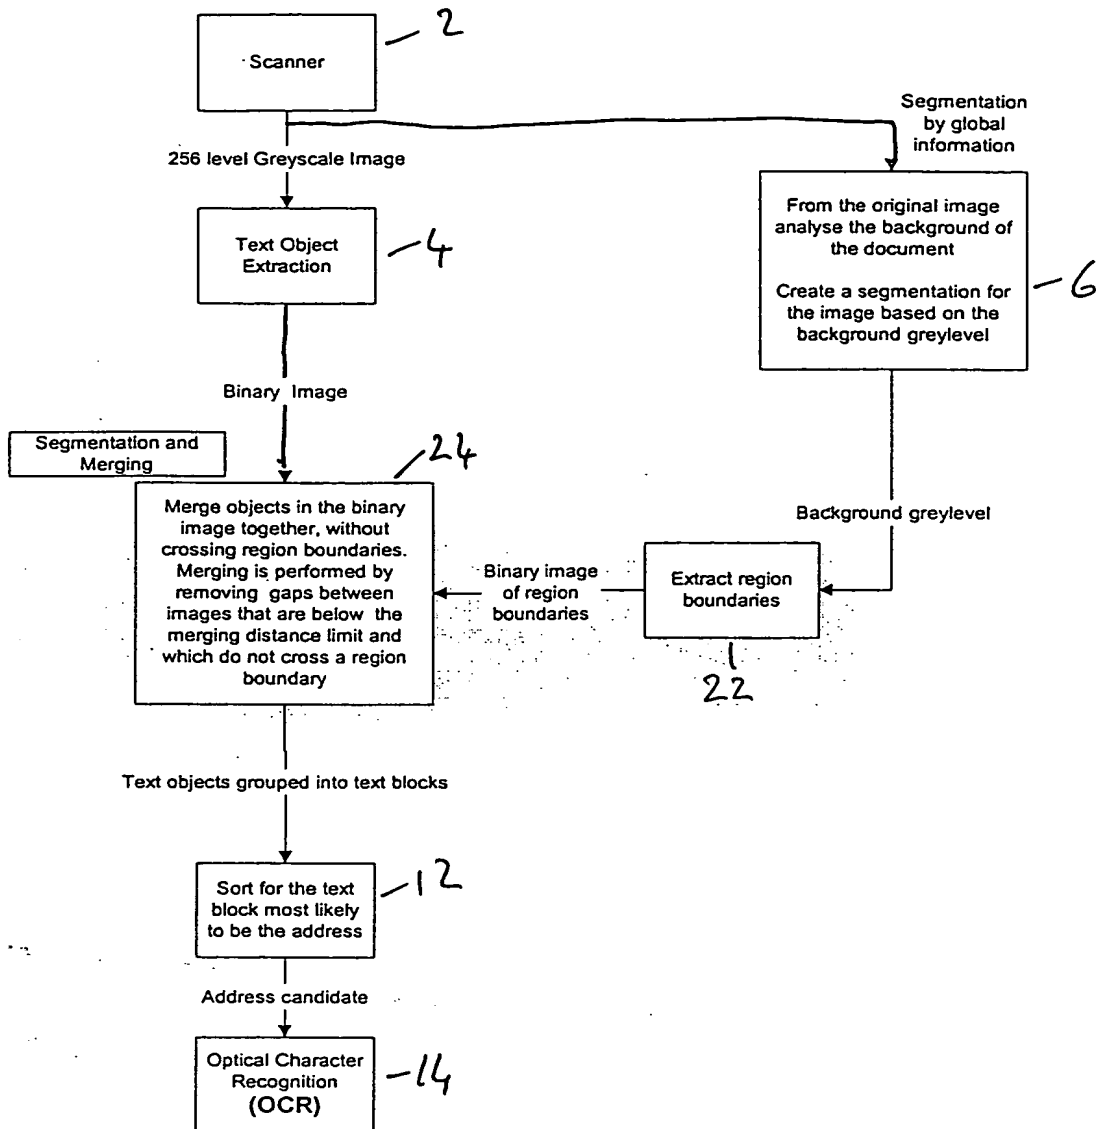 2
Scanner
Segmentation
by global
information
256 level Greyscale Image
From the original image
analyse the background of
the document
Create a segmentation for
the image based on the
background greylevel
6
Text Object
Extraction
4
Binary Image
Segmentation and
Merging
24
Merge objects in the binary
image together, without
crossing region boundaries.
Merging is performed by
removing gaps between
images that are below the
merging distance limit and
which do not cross a region
boundary
Background greylevel
Binary image
of region
boundaries
Extract region
boundaries
22
Text objects grouped into text blocks
Sort for the text
block most likely
to be the address
12
Address candidate
Optical Character
Recognition
(OCR)
14